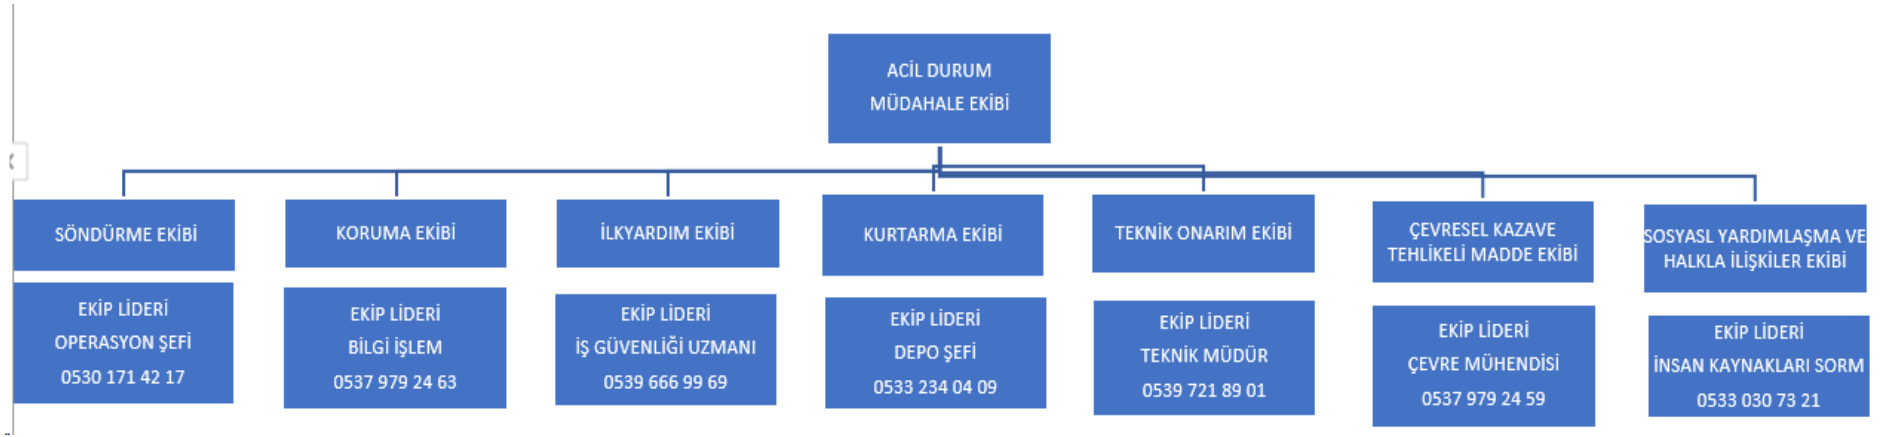 ACİL DURUM
MÜDAHALE EKİBİ
SÖNDÜRME EKİBİ
KORUMA EKİBİ
İLKYARDIM EKİBİ
KURTARMA EKİBİ
TEKNİK ONARIM EKİBİ
ÇEVRESEL KAZAVE
TEHLİKELİ MADDE EKİBİ
SOSYASL YARDIMLAŞMA VE
HALKLA İLİŞKİLER EKİBİ
EKİP LİDERİ
OPERASYON ŞEFİ
0530 171 42 17
EKİP LİDERİ
BİLGİ İŞLEM
0537 979 24 63
EKİP LİDERİ
İŞ GÜVENLİĞİ UZMANI
0539 666 99 69
EKİP LİDERİ
DEPO ŞEFİ
0533 234 04 09
EKİP LİDERİ
TEKNİK MÜDÜR
0539 721 89 01
EKİP LİDERİ
ÇEVRE MÜHENDİSİ
0537 979 24 59
EKİP LİDERİ
İNSAN KAYNAKLARI SORM
0533 030 73 21